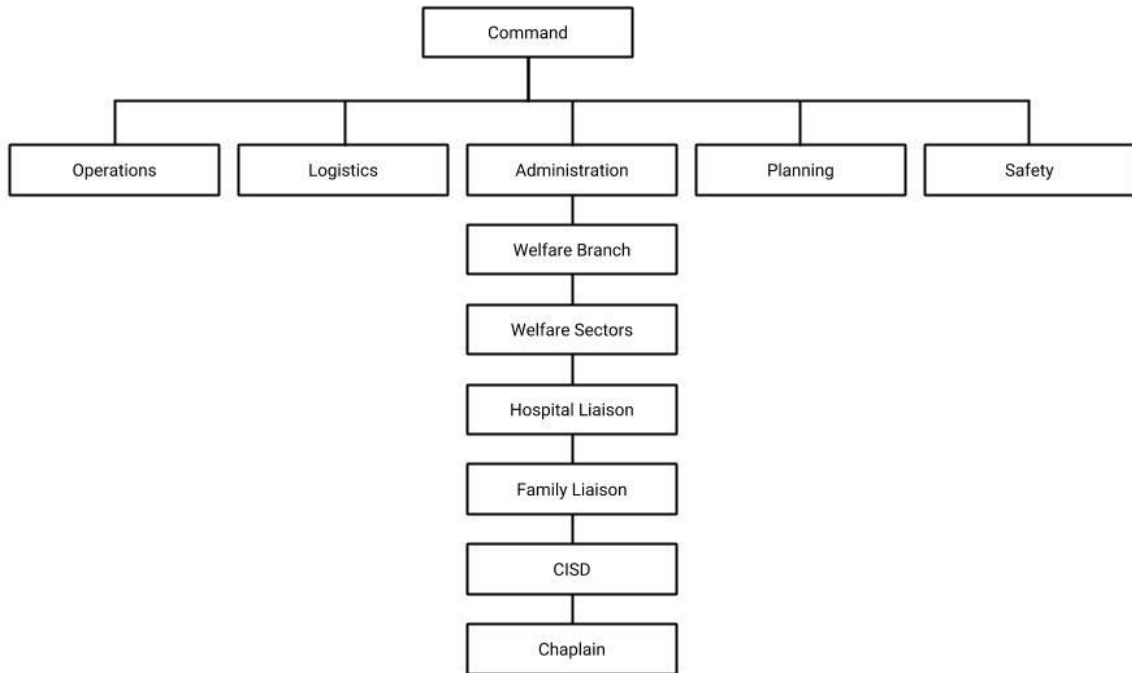 Command
Operations
Logistics
Administration
Planning
Safety
Welfare Branch
Welfare Sectors
Hospital Liaison
Family Liaison
CISD
Chaplain